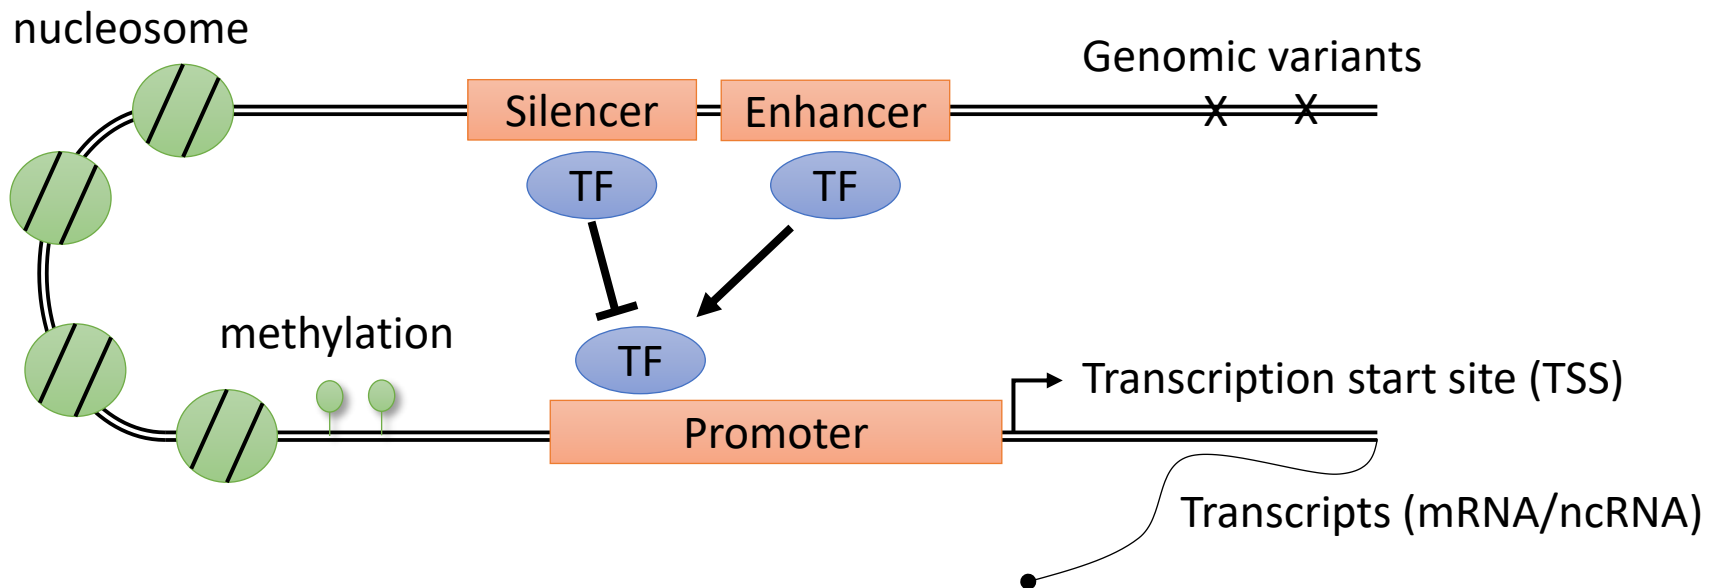 nucleosome
Genomic variants
Silencer
Enhancer
X
X
TF
TF
methylation
TF
Transcription start site (TSS)
Promoter
Transcripts (mRNA/ncRNA)